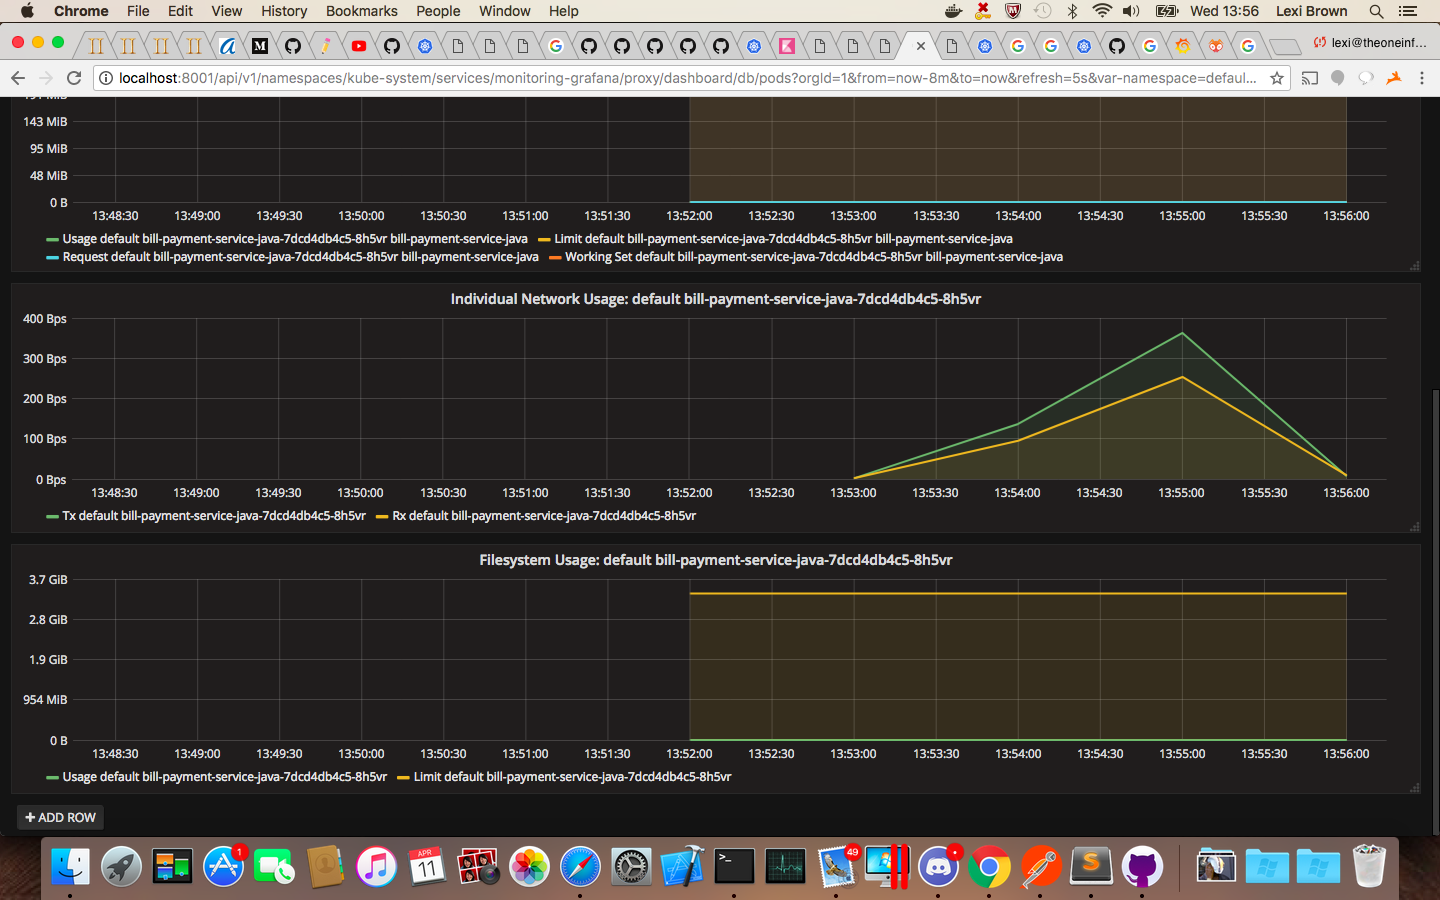 Chrome File Edit View History Bookmarks People Window Help Wed 13:56 Lexi Brown
lexi@theoneinf...
localhost:8001/api/v1/namespaces/kube-system/services/monitoring-grafana/proxy/dashboard/db/pods?orgId=1&from=now-8m&to=now&refresh=5s&var-namespace=defaul...
191 MiB
143 MiB
95 MiB
48 MiB
0 B
13:48:30 13:49:00 13:49:30 13:50:00 13:50:30 13:51:00 13:51:30 13:52:00 13:52:30 13:53:00 13:53:30 13:54:00 13:54:30 13:55:00 13:55:30 13:56:00
Usage default bill-payment-service-java-7dcd4db4c5-8h5vr bill-payment-service-java Limit default bill-payment-service-java-7dcd4db4c5-8h5vr bill-payment-service-java
Request default bill-payment-service-java-7dcd4db4c5-8h5vr bill-payment-service-java Working Set default bill-payment-service-java-7dcd4db4c5-8h5vr bill-payment-service-java
Individual Network Usage: default bill-payment-service-java-7dcd4db4c5-8h5vr
400 Bps
300 Bps
200 Bps
100 Bps
0 Bps
13:48:30 13:49:00 13:49:30 13:50:00 13:50:30 13:51:00 13:51:30 13:52:00 13:52:30 13:53:00 13:53:30 13:54:00 13:54:30 13:55:00 13:55:30 13:56:00
Tx default bill-payment-service-java-7dcd4db4c5-8h5vr Rx default bill-payment-service-java-7dcd4db4c5-8h5vr
Filesystem Usage: default bill-payment-service-java-7dcd4db4c5-8h5vr
3.7 GiB
2.8 GiB
1.9 GiB
954 MiB
0 B
13:48:30 13:49:00 13:49:30 13:50:00 13:50:30 13:51:00 13:51:30 13:52:00 13:52:30 13:53:00 13:53:30 13:54:00 13:54:30 13:55:00 13:55:30 13:56:00
Usage default bill-payment-service-java-7dcd4db4c5-8h5vr Limit default bill-payment-service-java-7dcd4db4c5-8h5vr
+ ADD ROW
1
APR
11
49